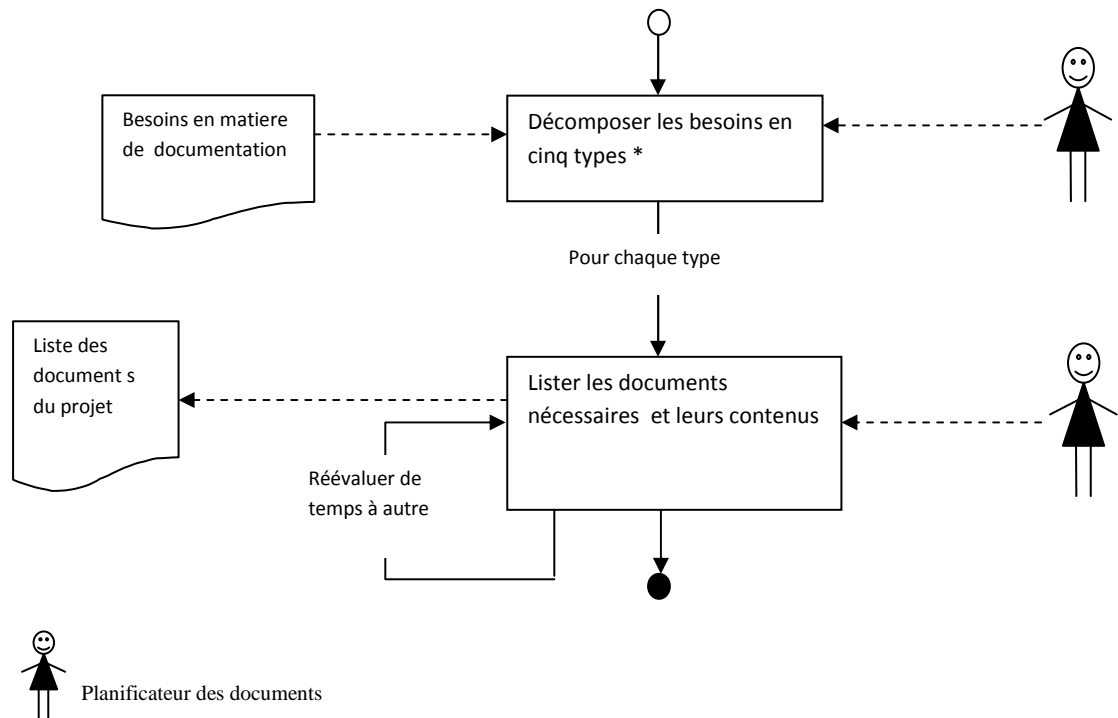 Besoins en matiere
de documentation
Décomposer les besoins en
cinq types *
Pour chaque type
Liste des
document s
du projet
Lister les documents
nécessaires et leurs contenus
Réévaluer de
temps à autre
Planificateur des documents